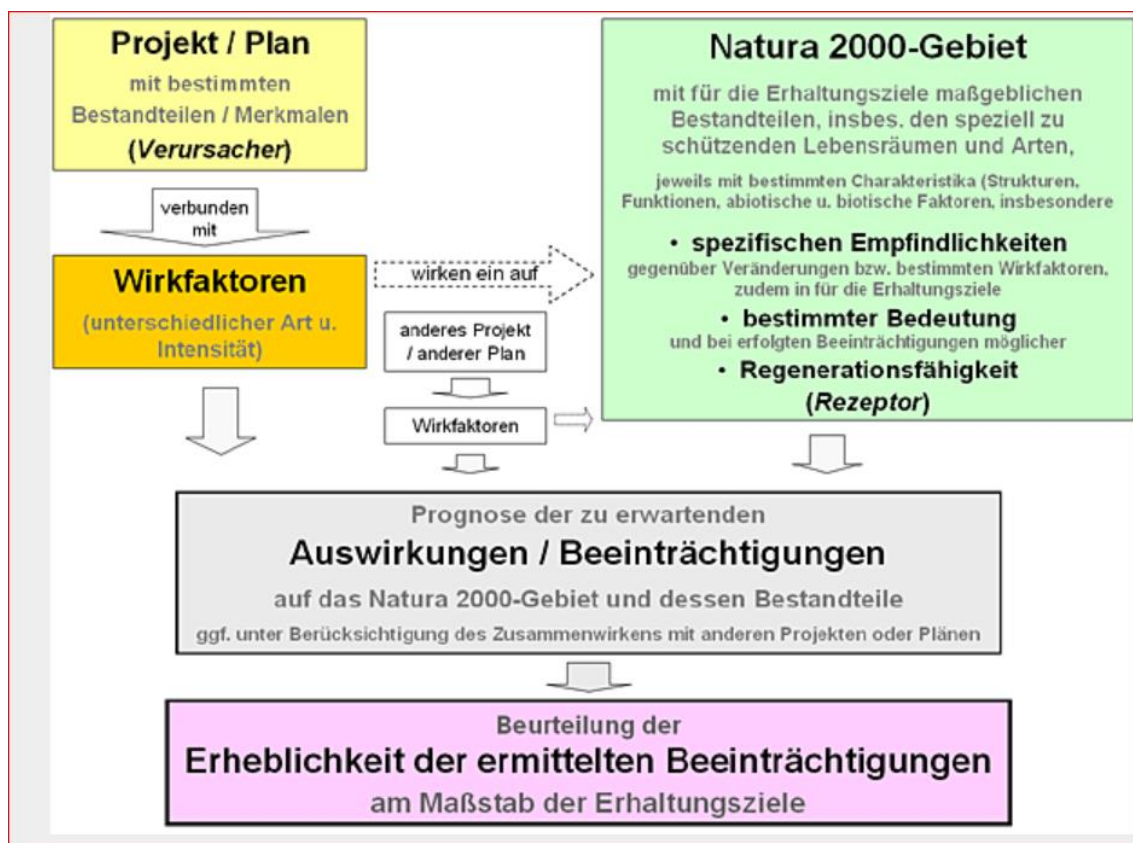 Projekt / Plan
mit bestimmten
Bestandteilen / Merkmalen
(Verursacher)
verbunden
mit
Wirkfaktoren
(unterschiedlicher Art u.
Intensität)
wirken ein auf
anderes Projekt
/ anderer Plan
Wirkfaktoren
Natura 2000-Gebiet
mit für die Erhaltungsziele maßgeblichen
Bestandteilen, insbes. den speziell zu
schützenden Lebensräumen und Arten,
jeweils mit bestimmten Charakteristika (Strukturen,
Funktionen, abiotische u. biotische Faktoren, insbesondere
• spezifischen Empfindlichkeiten
gegenüber Veränderungen bzw. bestimmten Wirkfaktoren,
zudem in für die Erhaltungsziele
• bestimmter Bedeutung
und bei erfolgten Beeinträchtigungen möglicher
• Regenerationsfähigkeit
(Rezeptor)
Prognose der zu erwartenden
Auswirkungen / Beeinträchtigungen
auf das Natura 2000-Gebiet und dessen Bestandteile
ggf. unter Berücksichtigung des Zusammenwirkens mit anderen Projekten oder Plänen
Beurteilung der
Erheblichkeit der ermittelten Beeinträchtigungen
am Maßstab der Erhaltungsziele